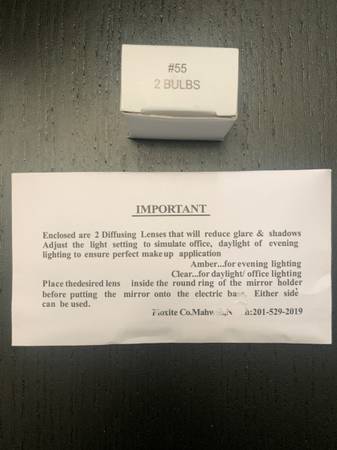 #55
2 BULBS
IMPORTANT
Enclosed are 2 Diffusing Lenses that will reduce glare & shadows
Adjust the light setting to simulate office, daylight of evening
lighting to ensure perfect make up application
Amber...for evening lighting
Clear...for daylight/ office lighting
Place thedesired lens inside the round ring of the mirror holder
before putting the mirror onto the electric Either side
can be used.
Floxite Co. :201-529-2019